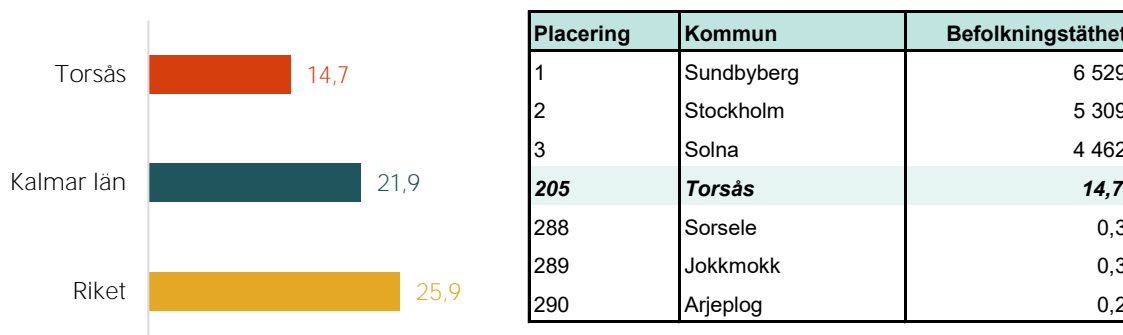 Torsås 14,7
Kalmar län 21,9
Riket 25,9
Placering Kommun Befolkningstäthet
1 Sundbyberg 6 529
2 Stockholm 5 309
3 Solna 4 462
205 Torsås 14,7
288 Sorsele 0,3
289 Jokkmokk 0,3
290 Arjeplog 0,2